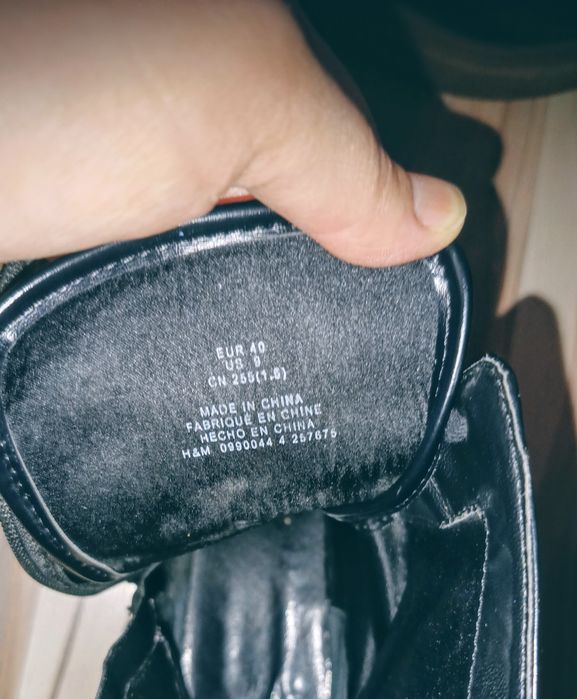 EUR 40
US 9
CN 255(1.5)
MADE IN CHINA
FABRIQUÉ EN CHINE
HECHO EN CHINA
H&M 0990044 4 257675